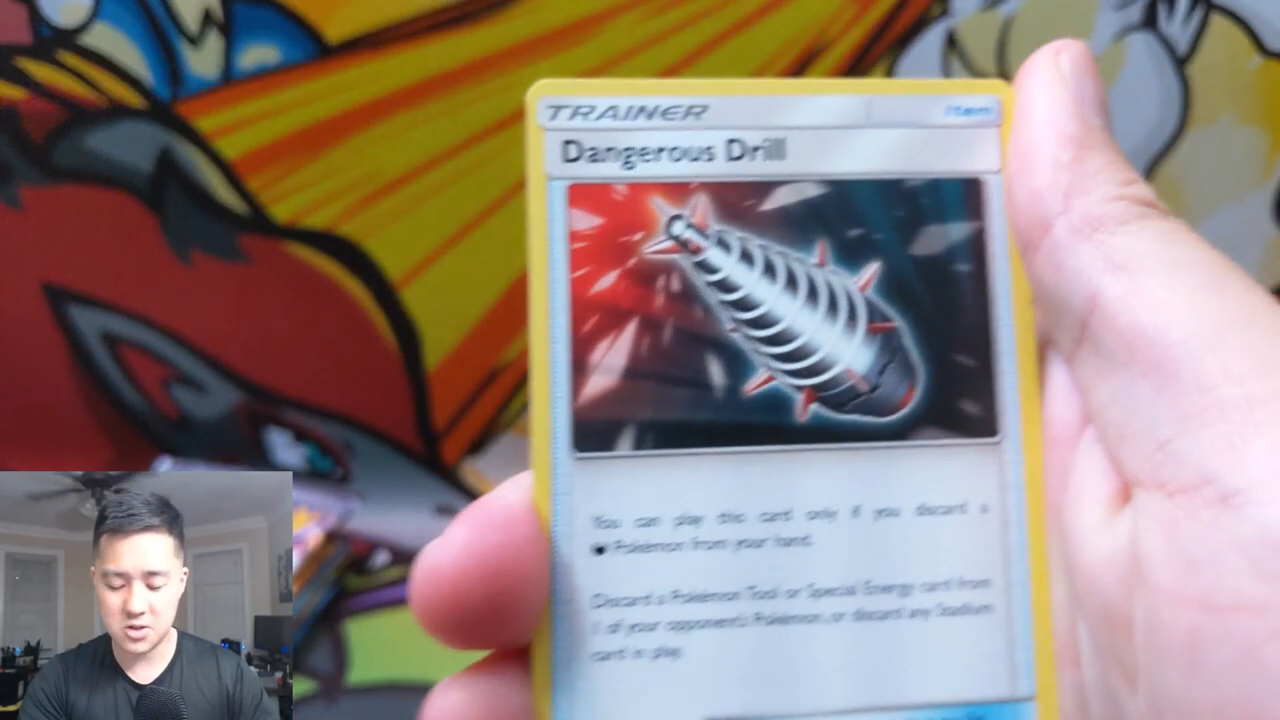 TRAINER Item
Dangerous Drill
You can play this card only if you discard a
Pokémon from your hand.
Discard a Pokémon Tool or Special Energy card from
1 of your opponent's Pokémon, or discard any Stadium
card in play.